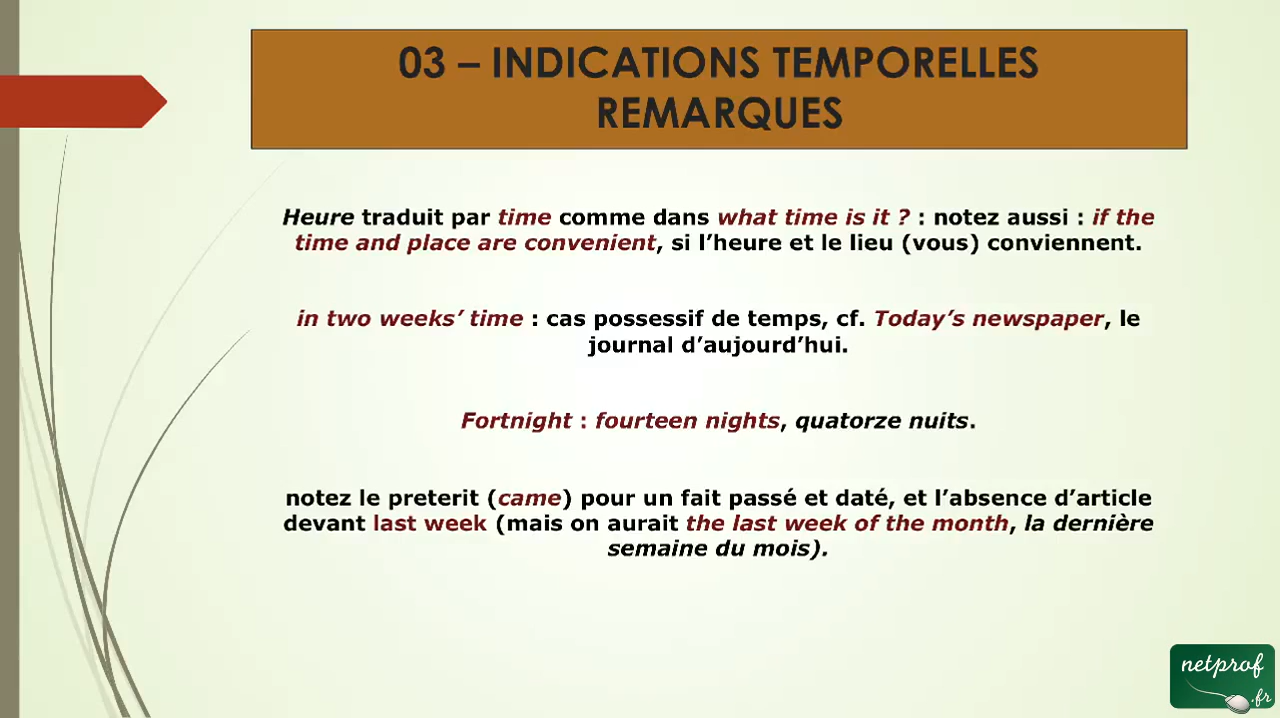 03 – INDICATIONS TEMPORELLES
REMARQUES
Heure traduit par time comme dans what time is it ? : notez aussi : if the
time and place are convenient, si l’heure et le lieu (vous) conviennent.
in two weeks’ time : cas possessif de temps, cf. Today’s newspaper, le
journal d’aujourd’hui.
Fortnight : fourteen nights, quatorze nuits.
notez le preterit (came) pour un fait passé et daté, et l’absence d’article
devant last week (mais on aurait the last week of the month, la dernière
semaine du mois).
netprof
.fr